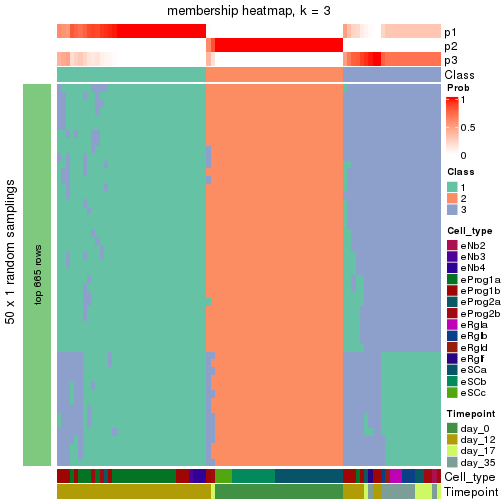 membership heatmap, k = 3
p1
p2
p3
Class
50 x 1 random samplings
top 665 rows
Prob
1
0.5
0
Class
1
2
3
Cell_type
eNb2
eNb3
eNb4
eProg1a
eProg1b
eProg2a
eProg2b
eRgla
eRglb
eRgld
eRglf
eSCa
eSCb
eSCc
Timepoint
day_0
day_12
day_17
day_35
Cell_type
Timepoint